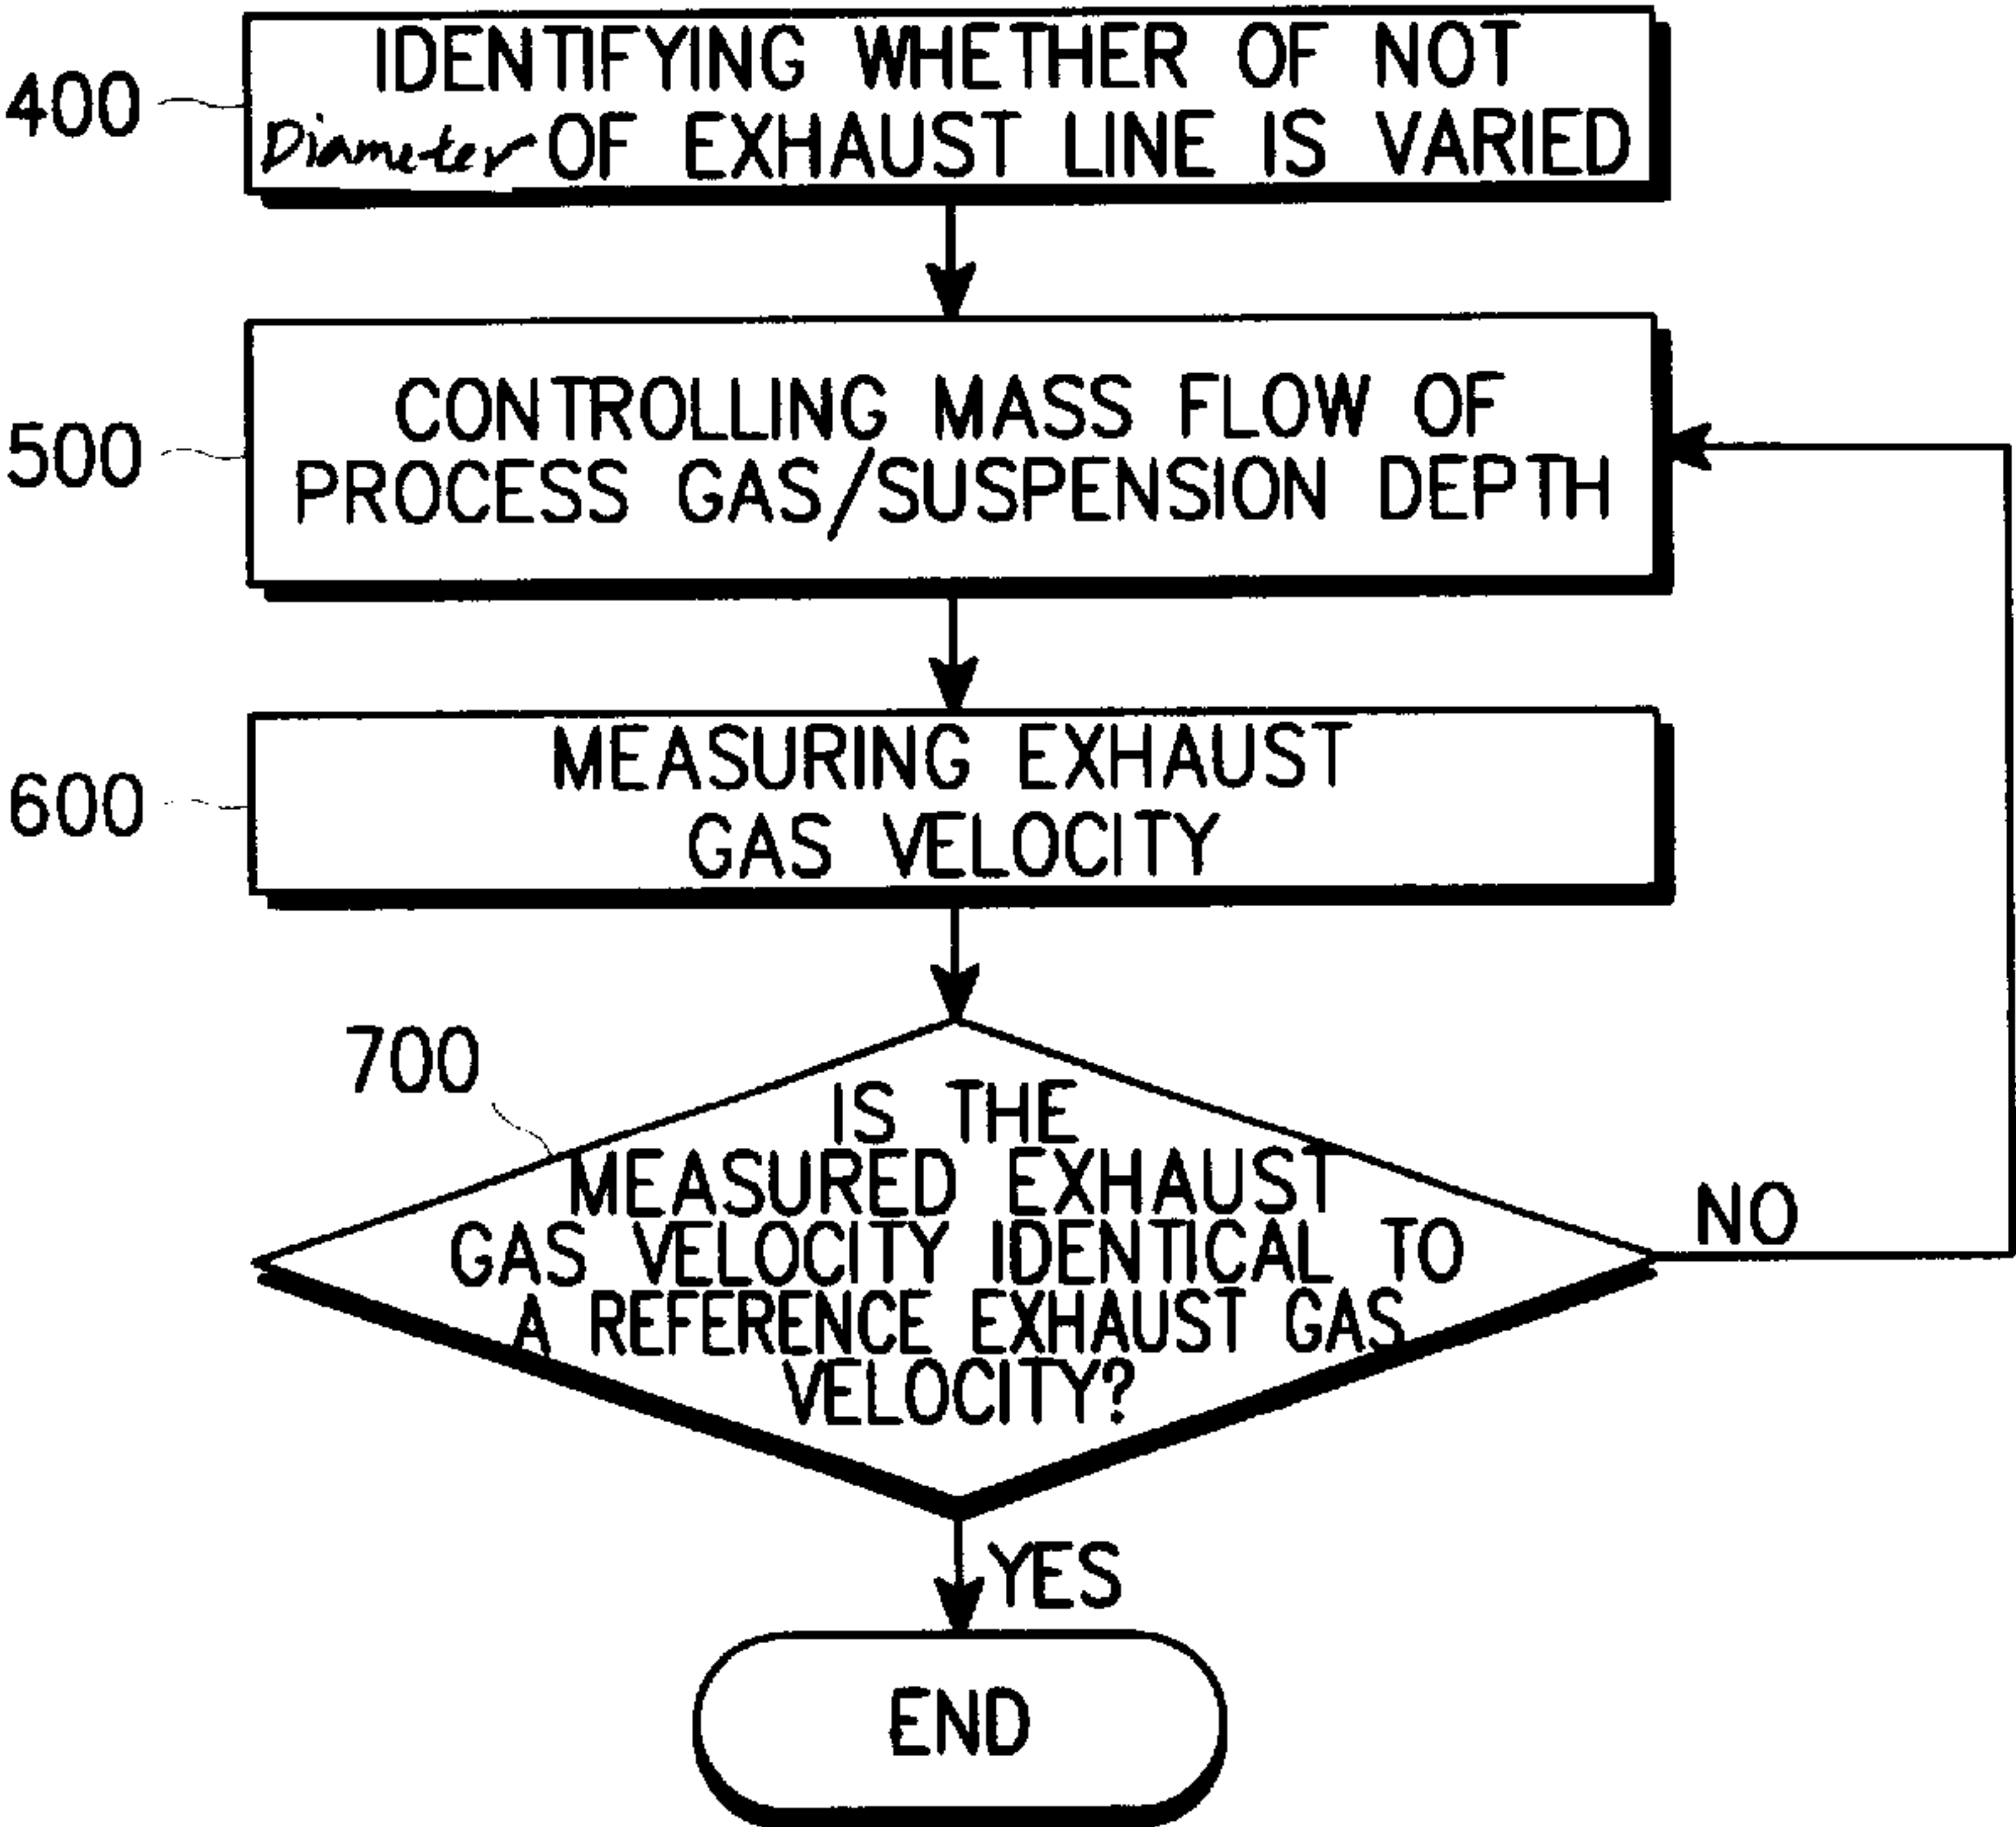 400
IDENTIFYING WHETHER OF NOT
Diameter OF EXHAUST LINE IS VARIED
500
CONTROLLING MASS FLOW OF
PROCESS GAS/SUSPENSION DEPTH
600
MEASURING EXHAUST
GAS VELOCITY
700
IS THE
MEASURED EXHAUST
GAS VELOCITY IDENTICAL TO
A REFERENCE EXHAUST GAS
VELOCITY?
NO
YES
END